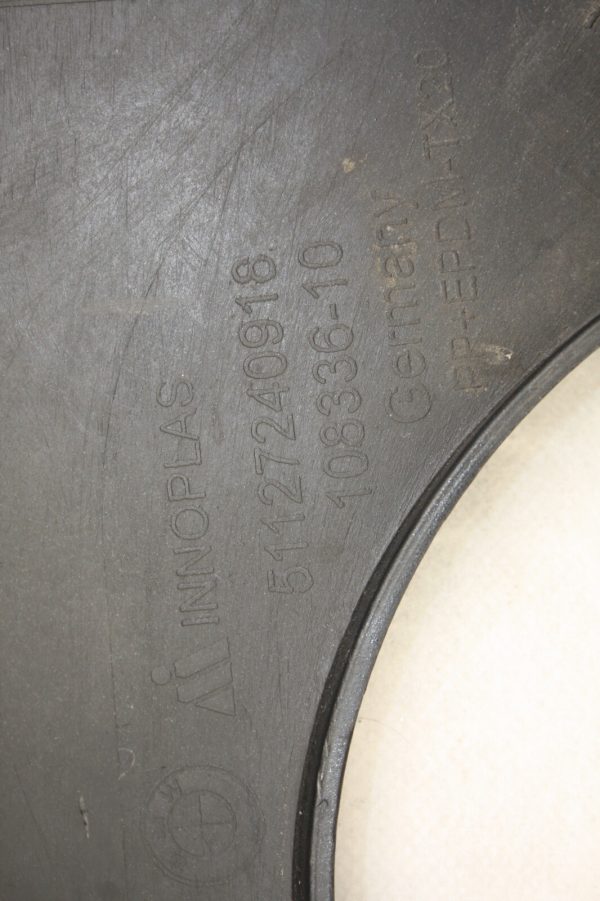 INNOPLAS
51127240918.
108336-10
Germany
PP+EPDM-TX20